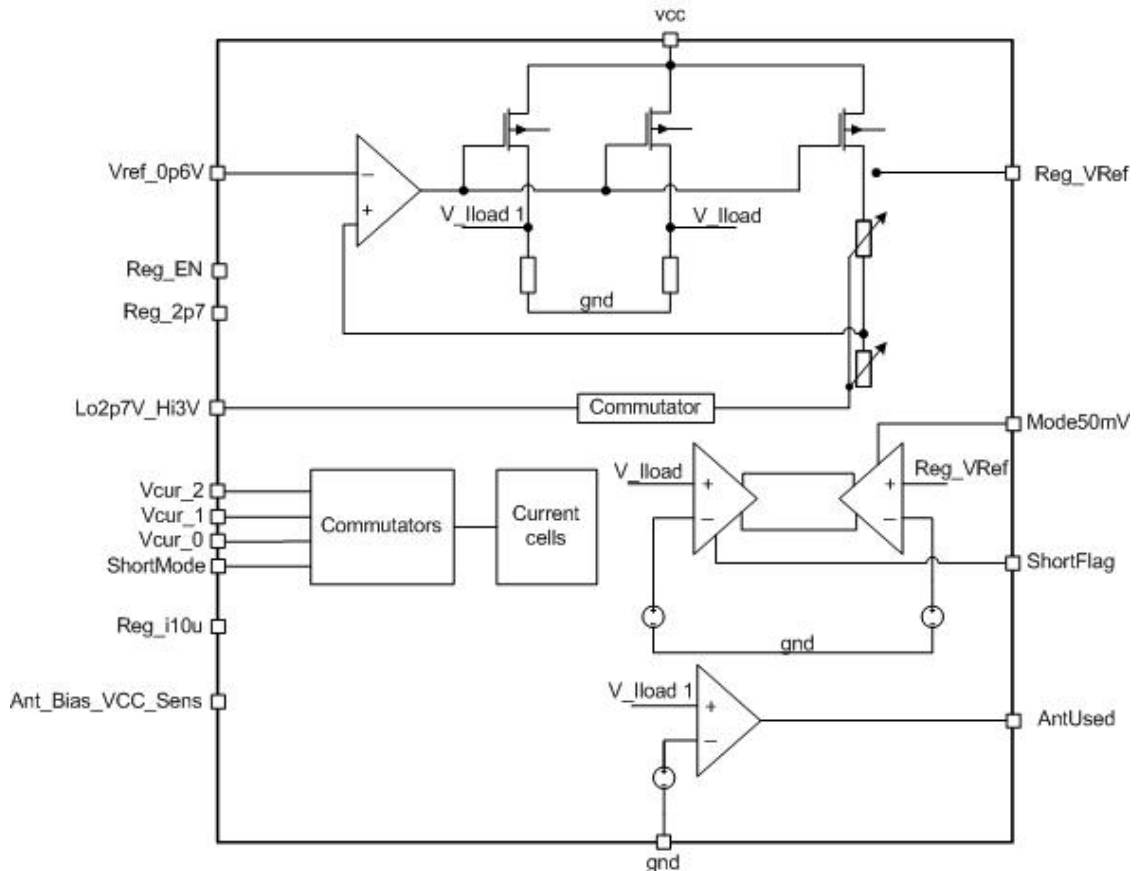 vcc
Vref_0p6V
Reg_VRef
V_Iload 1
V_Iload
Reg_EN
gnd
Reg_2p7
Lo2p7V_Hi3V
Commutator
Mode50mV
V_Iload
Reg_VRef
Vcur_2
Vcur_1
Vcur_0
ShortMode
Commutators
Current
cells
ShortFlag
Reg_i10u
gnd
Ant_Bias_VCC_Sens
V_Iload 1
AntUsed
gnd